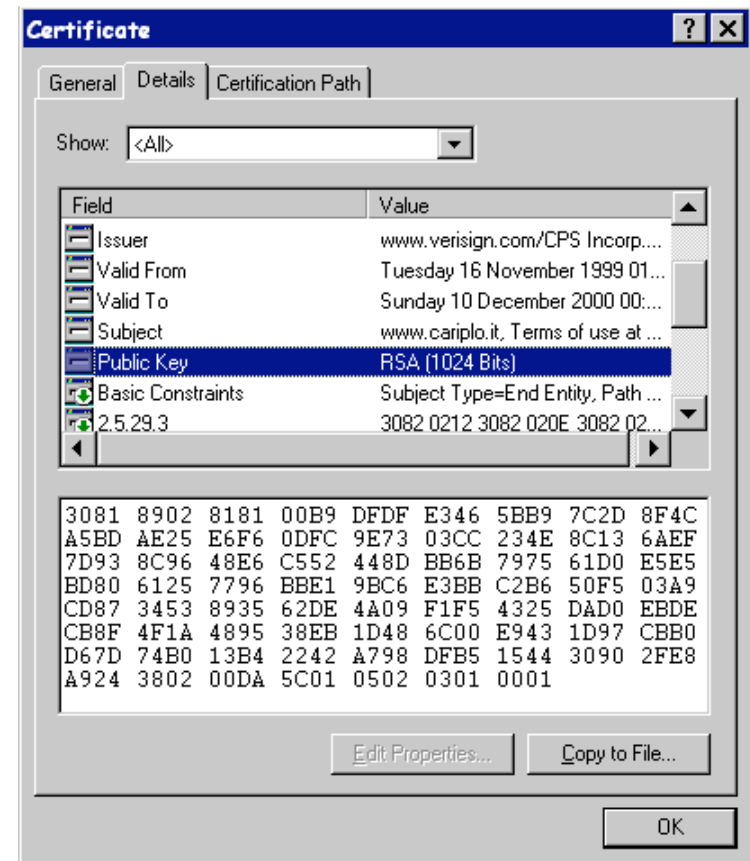 Certificate
General Details Certification Path
Show: <All>
Field Value
Issuer www.verisign.com/CPS Incorp....
Valid From Tuesday 16 November 1999 01...
Valid To Sunday 10 December 2000 00:...
Subject www.cariplo.it, Terms of use at ...
Public Key RSA (1024 Bits)
Basic Constraints Subject Type=End Entity, Path ...
2.5.29.3 3082 0212 3082 020E 3082 02...
3081 8902 8181 00B9 DFDF E346 5BB9 7C2D 8F4C
A5BD AE25 E6F6 0DFC 9E73 03CC 234E 8C13 6AEF
7D93 8C96 48E6 C552 448D BB6B 7975 61D0 E5E5
BD80 6125 7796 BBE1 9BC6 E3BB C2B6 50F5 03A9
CD87 3453 8935 62DE 4A09 F1F5 4325 DAD0 EBDE
CB8F 4F1A 4895 38EB 1D48 6C00 E943 1D97 CBB0
D67D 74B0 13B4 2242 A798 DFB5 1544 3090 2FE8
A924 3802 00DA 5C01 0502 0301 0001
Edit Properties... Copy to File...
OK